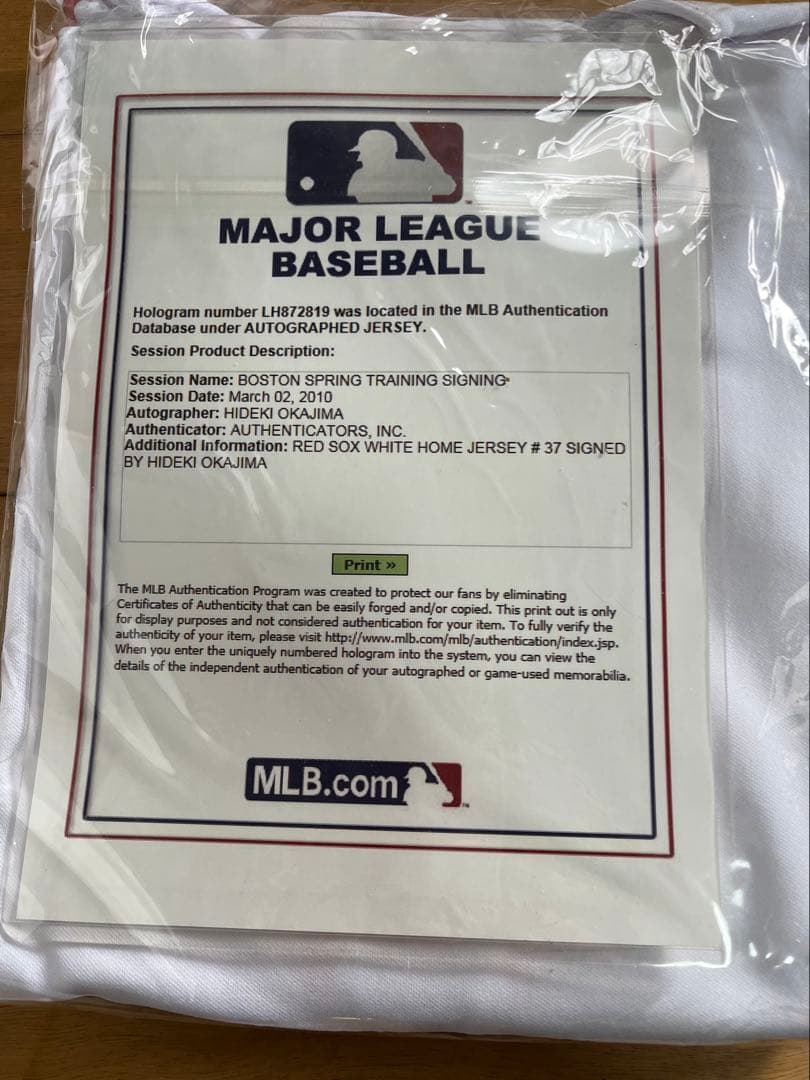 MAJOR LEAGUE
BASEBALL
Hologram number LH872819 was located in the MLB Authentication
Database under AUTOGRAPHED JERSEY.
Session Product Description:
Session Name: BOSTON SPRING TRAINING SIGNING
Session Date: March 02, 2010
Autographer: HIDEKI OKAJIMA
Authenticator: AUTHENTICATORS, INC.
Additional Information: RED SOX WHITE HOME JERSEY # 37 SIGNED
BY HIDEKI OKAJIMA
Print »
The MLB Authentication Program was created to protect our fans by eliminating
Certificates of Authenticity that can be easily forged and/or copied. This print out is only
for display purposes and not considered authentication for your item. To fully verify the
authenticity of your item, please visit http://www.mlb.com/mlb/authentication/index.jsp.
When you enter the uniquely numbered hologram into the system, you can view the
details of the independent authentication of your autographed or game-used memorabilia.
MLB.com